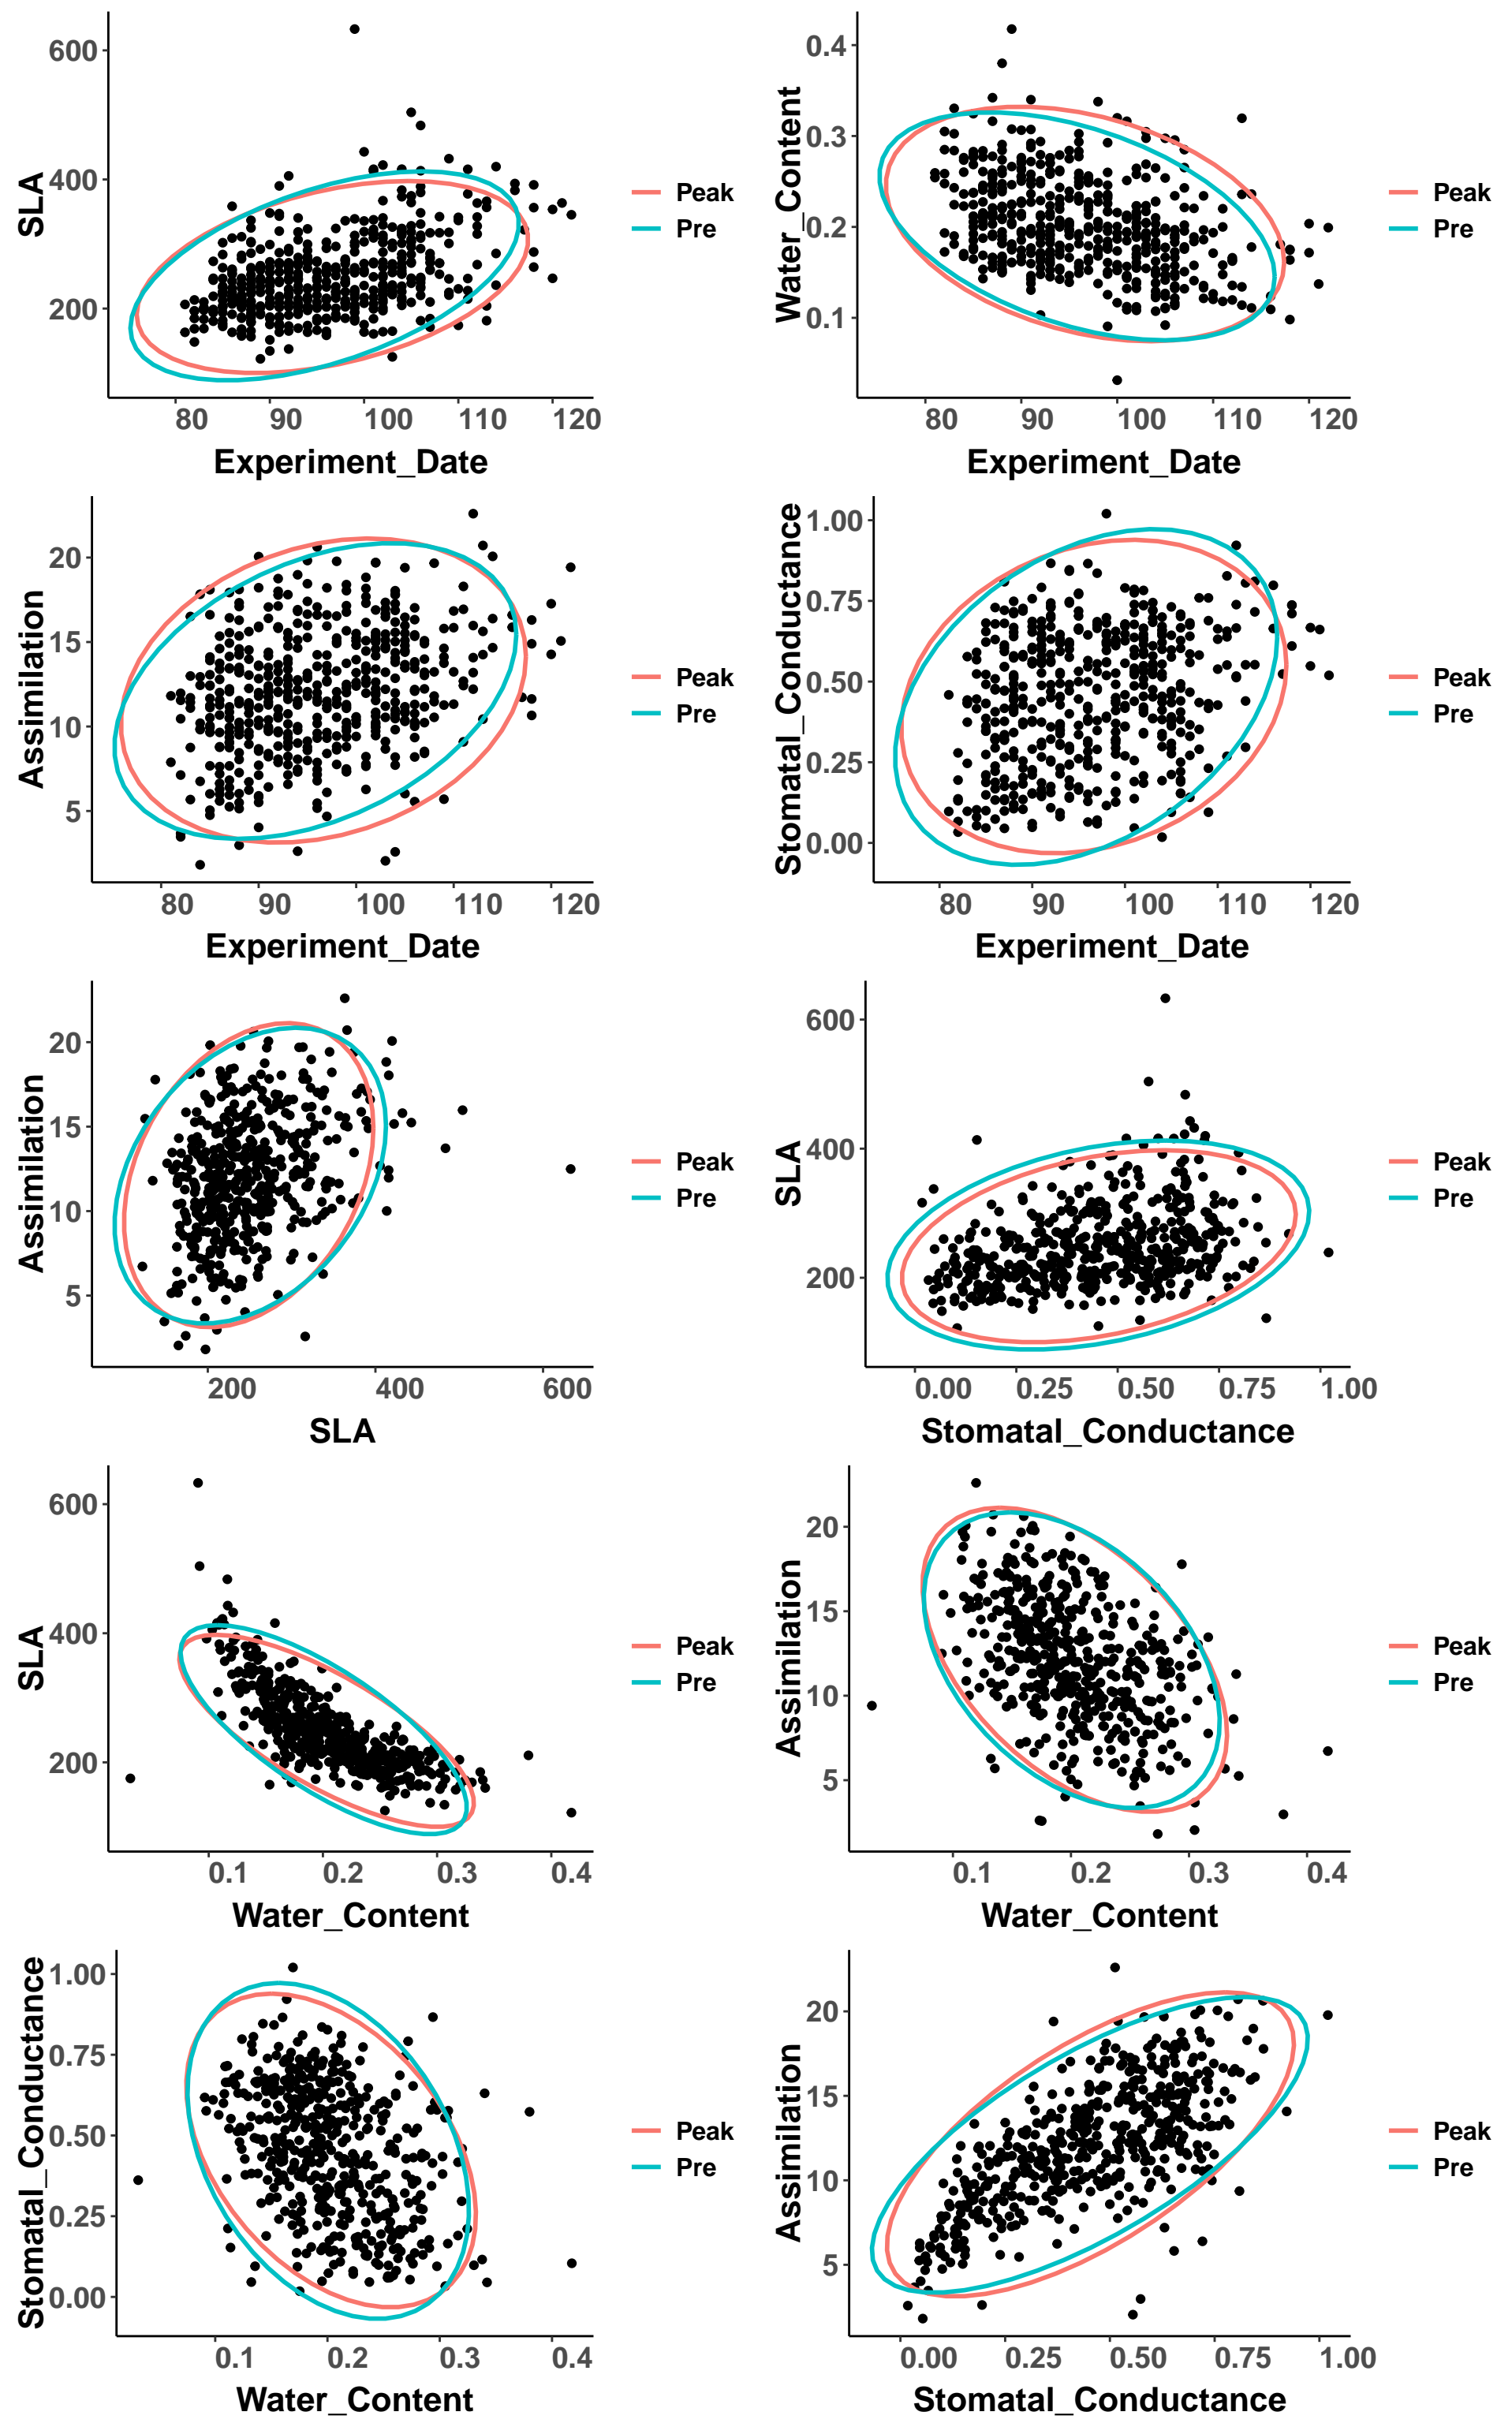 SLA
600
400
200
80 90 100 110 120
Experiment_Date
Peak
Pre
Water_Content
0.4
0.3
0.2
0.1
80 90 100 110 120
Experiment_Date
Peak
Pre
Assimilation
20
15
10
5
80 90 100 110 120
Experiment_Date
Peak
Pre
Stomatal_Conductance
1.00
0.75
0.50
0.25
0.00
80 90 100 110 120
Experiment_Date
Peak
Pre
Assimilation
20
15
10
5
200 400 600
SLA
Peak
Pre
SLA
600
400
200
0.00 0.25 0.50 0.75 1.00
Stomatal_Conductance
Peak
Pre
SLA
600
400
200
0.1 0.2 0.3 0.4
Water_Content
Peak
Pre
Assimilation
20
15
10
5
0.1 0.2 0.3 0.4
Water_Content
Peak
Pre
Stomatal_Conductance
1.00
0.75
0.50
0.25
0.00
0.1 0.2 0.3 0.4
Water_Content
Peak
Pre
Assimilation
20
15
10
5
0.00 0.25 0.50 0.75 1.00
Stomatal_Conductance
Peak
Pre